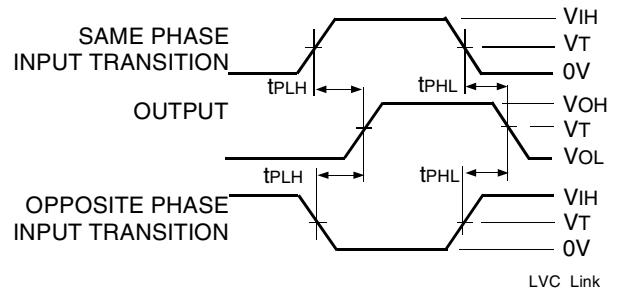 SAME PHASE
INPUT TRANSITION
VIH
VT
0V
tPLH
tPHL
OUTPUT
VOH
VT
VOL
tPLH
tPHL
OPPOSITE PHASE
INPUT TRANSITION
VIH
VT
0V
LVC Link